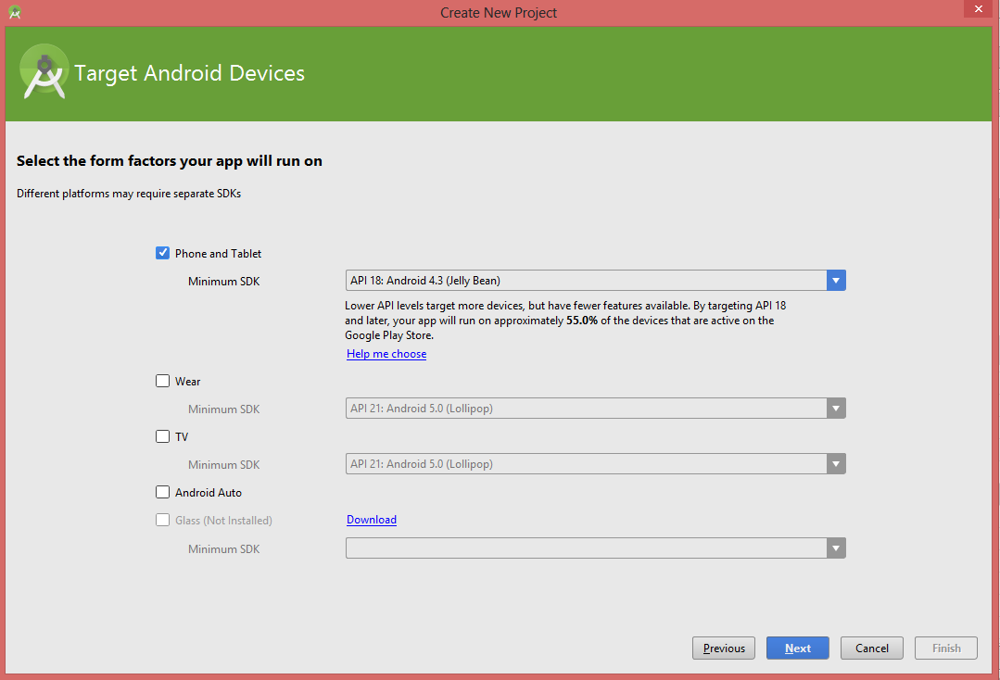 Create New Project
Target Android Devices
Select the form factors your app will run on
Different platforms may require separate SDKs
Phone and Tablet
Minimum SDK API 18: Android 4.3 (Jelly Bean)
Lower API levels target more devices, but have fewer features available. By targeting API 18
and later, your app will run on approximately 55.0% of the devices that are active on the
Google Play Store.
Help me choose
Wear
Minimum SDK API 21: Android 5.0 (Lollipop)
TV
Minimum SDK API 21: Android 5.0 (Lollipop)
Android Auto
Glass (Not Installed) Download
Minimum SDK
Previous Next Cancel Finish